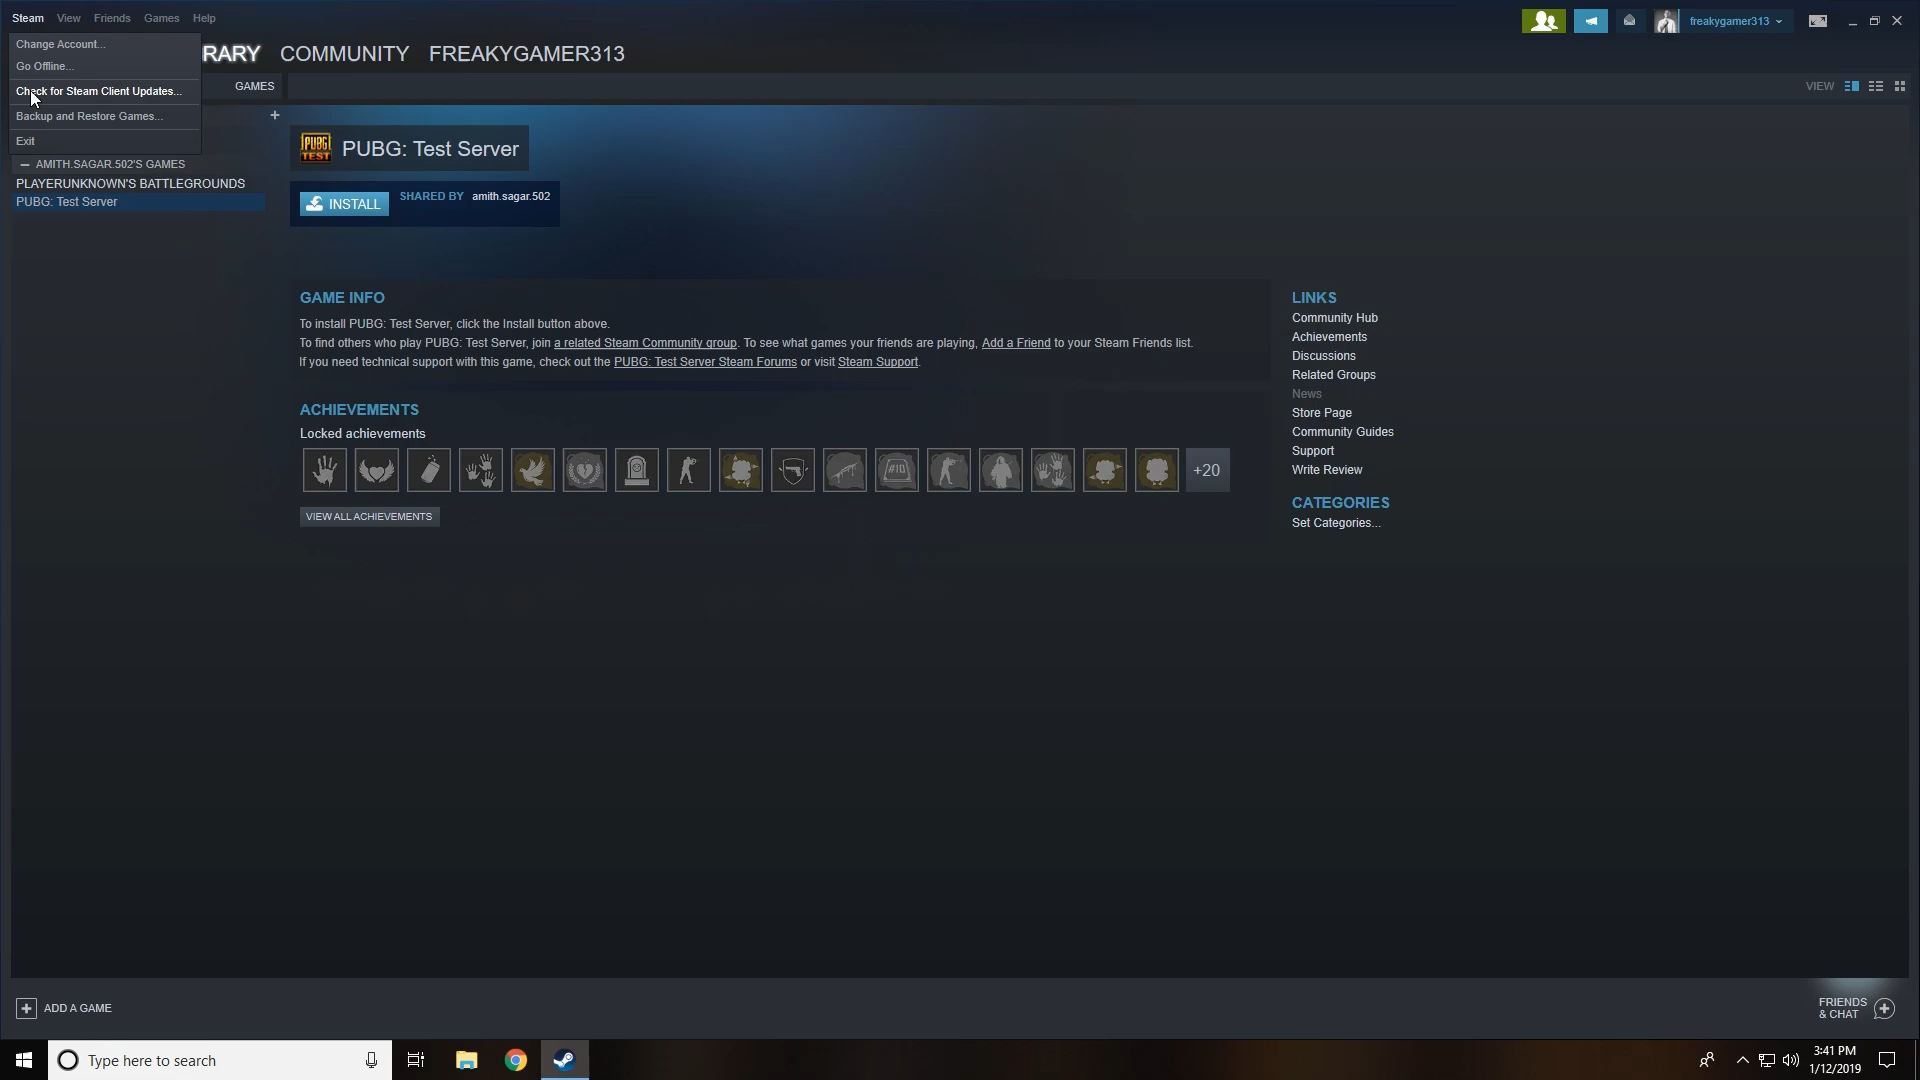 Steam View Friends Games Help
freakygamer313
Change Account...
Go Offline...
Check for Steam Client Updates...
Backup and Restore Games...
Exit
RARY COMMUNITY FREAKYGAMER313
GAMES
VIEW
+
— AMITH.SAGAR.502'S GAMES
PLAYERUNKNOWN'S BATTLEGROUNDS
PUBG: Test Server
PUBG TEST
PUBG: Test Server
INSTALL
SHARED BY amith.sagar.502
GAME INFO
To install PUBG: Test Server, click the Install button above.
To find others who play PUBG: Test Server, join a related Steam Community group. To see what games your friends are playing, Add a Friend to your Steam Friends list.
If you need technical support with this game, check out the PUBG: Test Server Steam Forums or visit Steam Support.
ACHIEVEMENTS
Locked achievements
#10
+20
VIEW ALL ACHIEVEMENTS
LINKS
Community Hub
Achievements
Discussions
Related Groups
News
Store Page
Community Guides
Support
Write Review
CATEGORIES
Set Categories...
+ ADD A GAME
FRIENDS
& CHAT
Type here to search
3:41 PM
1/12/2019